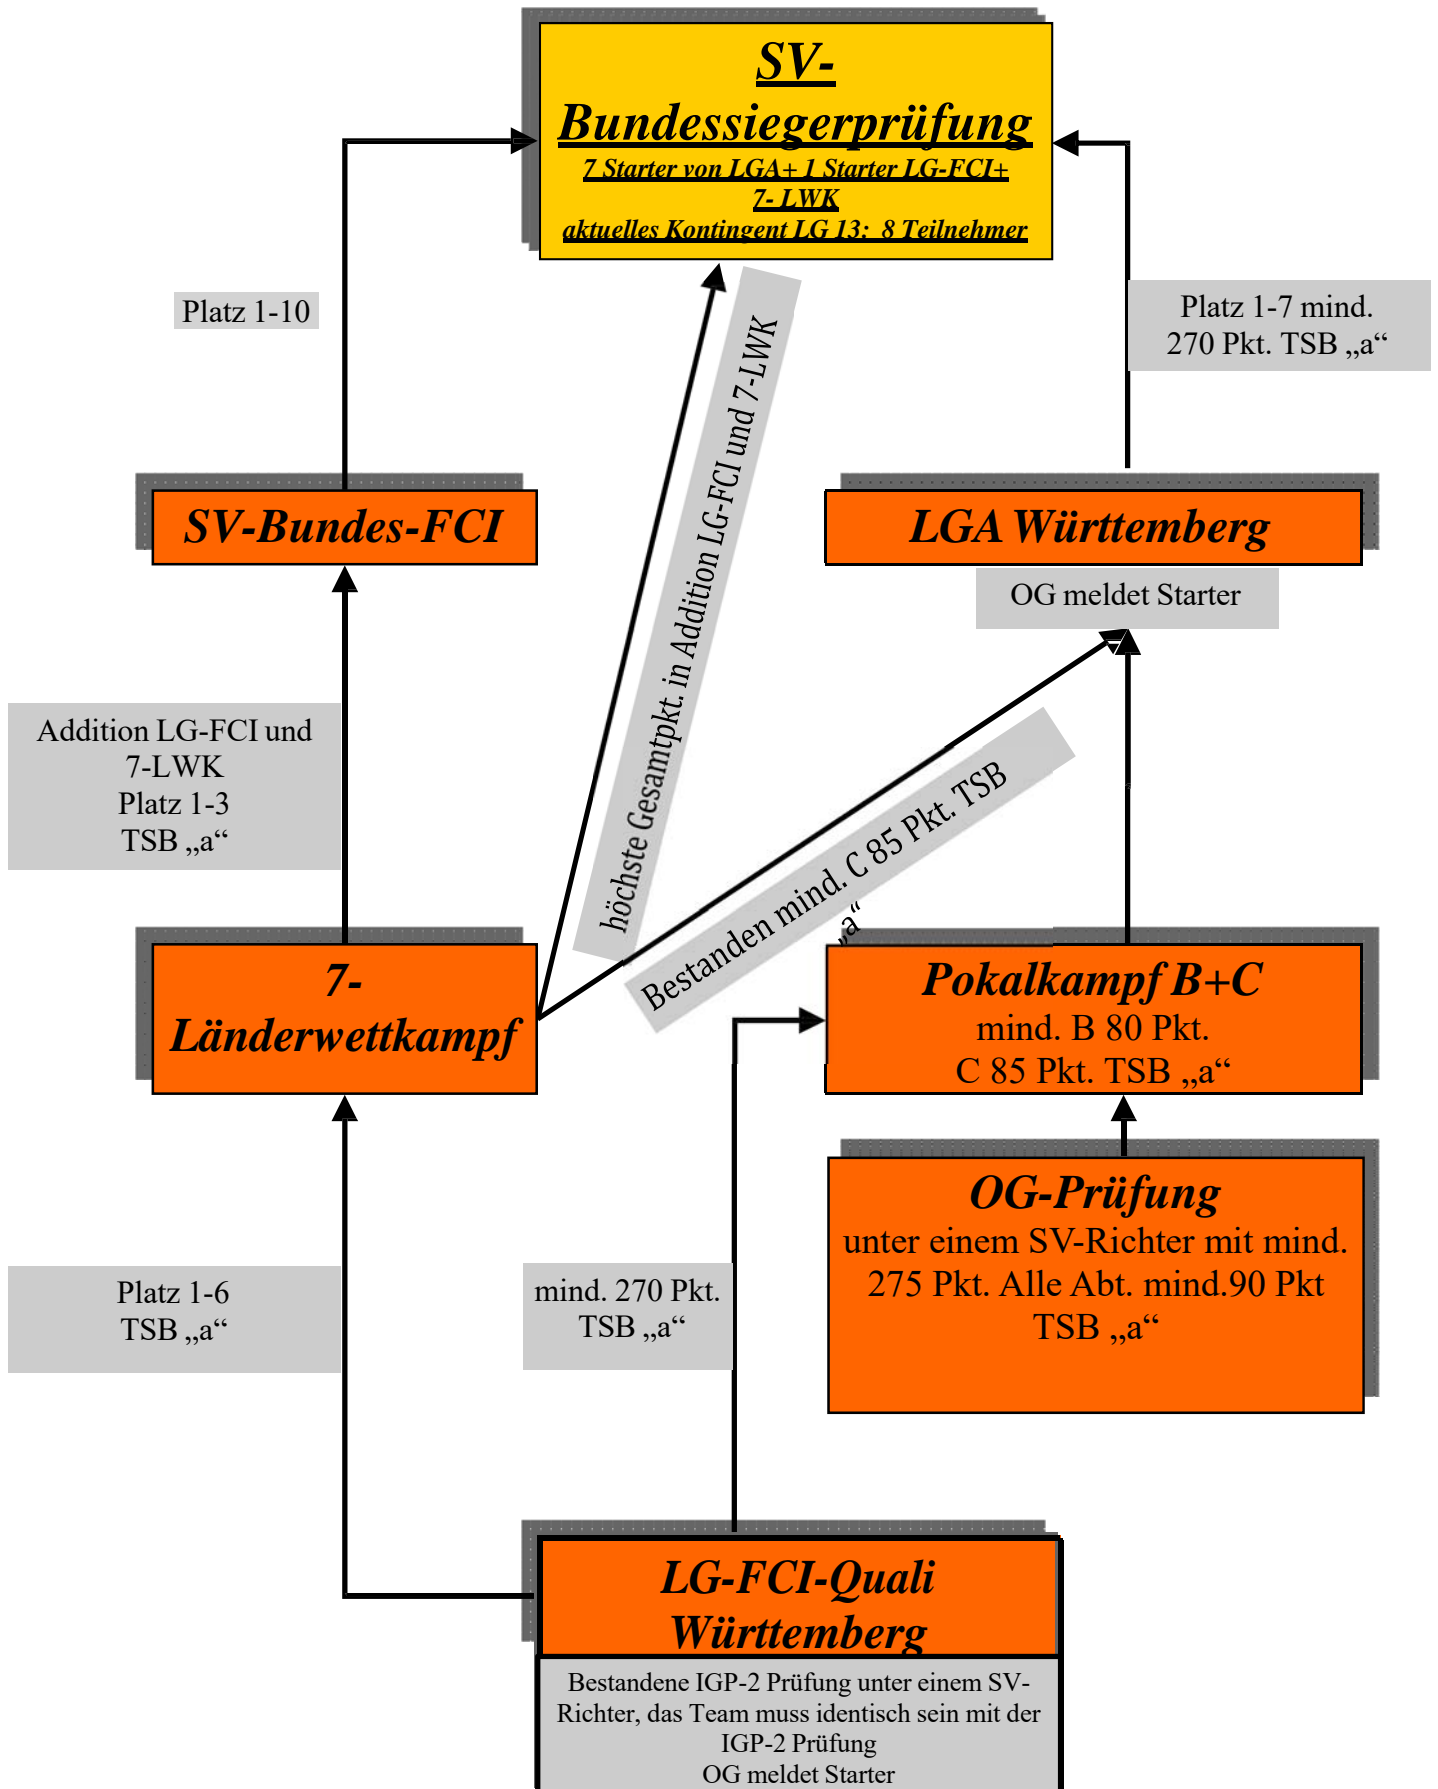 SV-
Bundessiegerprüfung
7 Starter von LGA+ 1 Starter LG-FCI+
7- LWK
aktuelles Kontingent LG 13:  8 Teilnehmer
Platz 1-10
Platz 1-7 mind.
270 Pkt. TSB „a“
höchste Gesamtpkt. in Addition LG-FCI und 7-LWK
SV-Bundes-FCI
LGA Württemberg
OG meldet Starter
Addition LG-FCI und
7-LWK
Platz 1-3
TSB „a“
Bestanden mind. C 85 Pkt. TSB
„a“
7-
Länderwettkampf
Pokalkampf B+C
mind. B 80 Pkt.
C 85 Pkt. TSB „a“
OG-Prüfung
unter einem SV-Richter mit mind.
275 Pkt. Alle Abt. mind.90 Pkt
TSB „a“
Platz 1-6
TSB „a“
mind. 270 Pkt.
TSB „a“
LG-FCI-Quali
Württemberg
Bestandene IGP-2 Prüfung unter einem SV-
Richter, das Team muss identisch sein mit der
IGP-2 Prüfung
OG meldet Starter